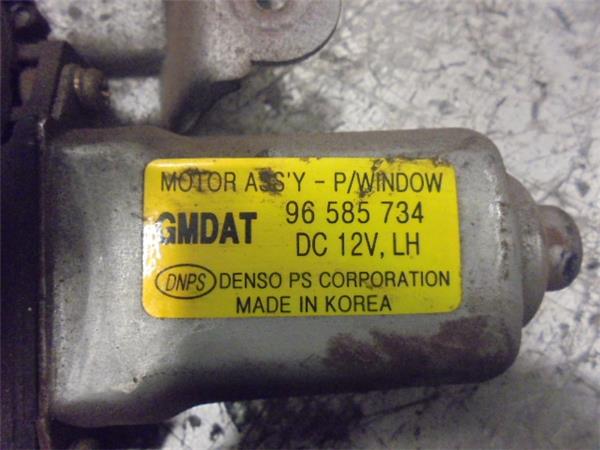 MOTOR ASS'Y - P/WINDOW
GMDAT 96 585 734
DC 12V, LH
DNPS DENSO PS CORPORATION
MADE IN KOREA